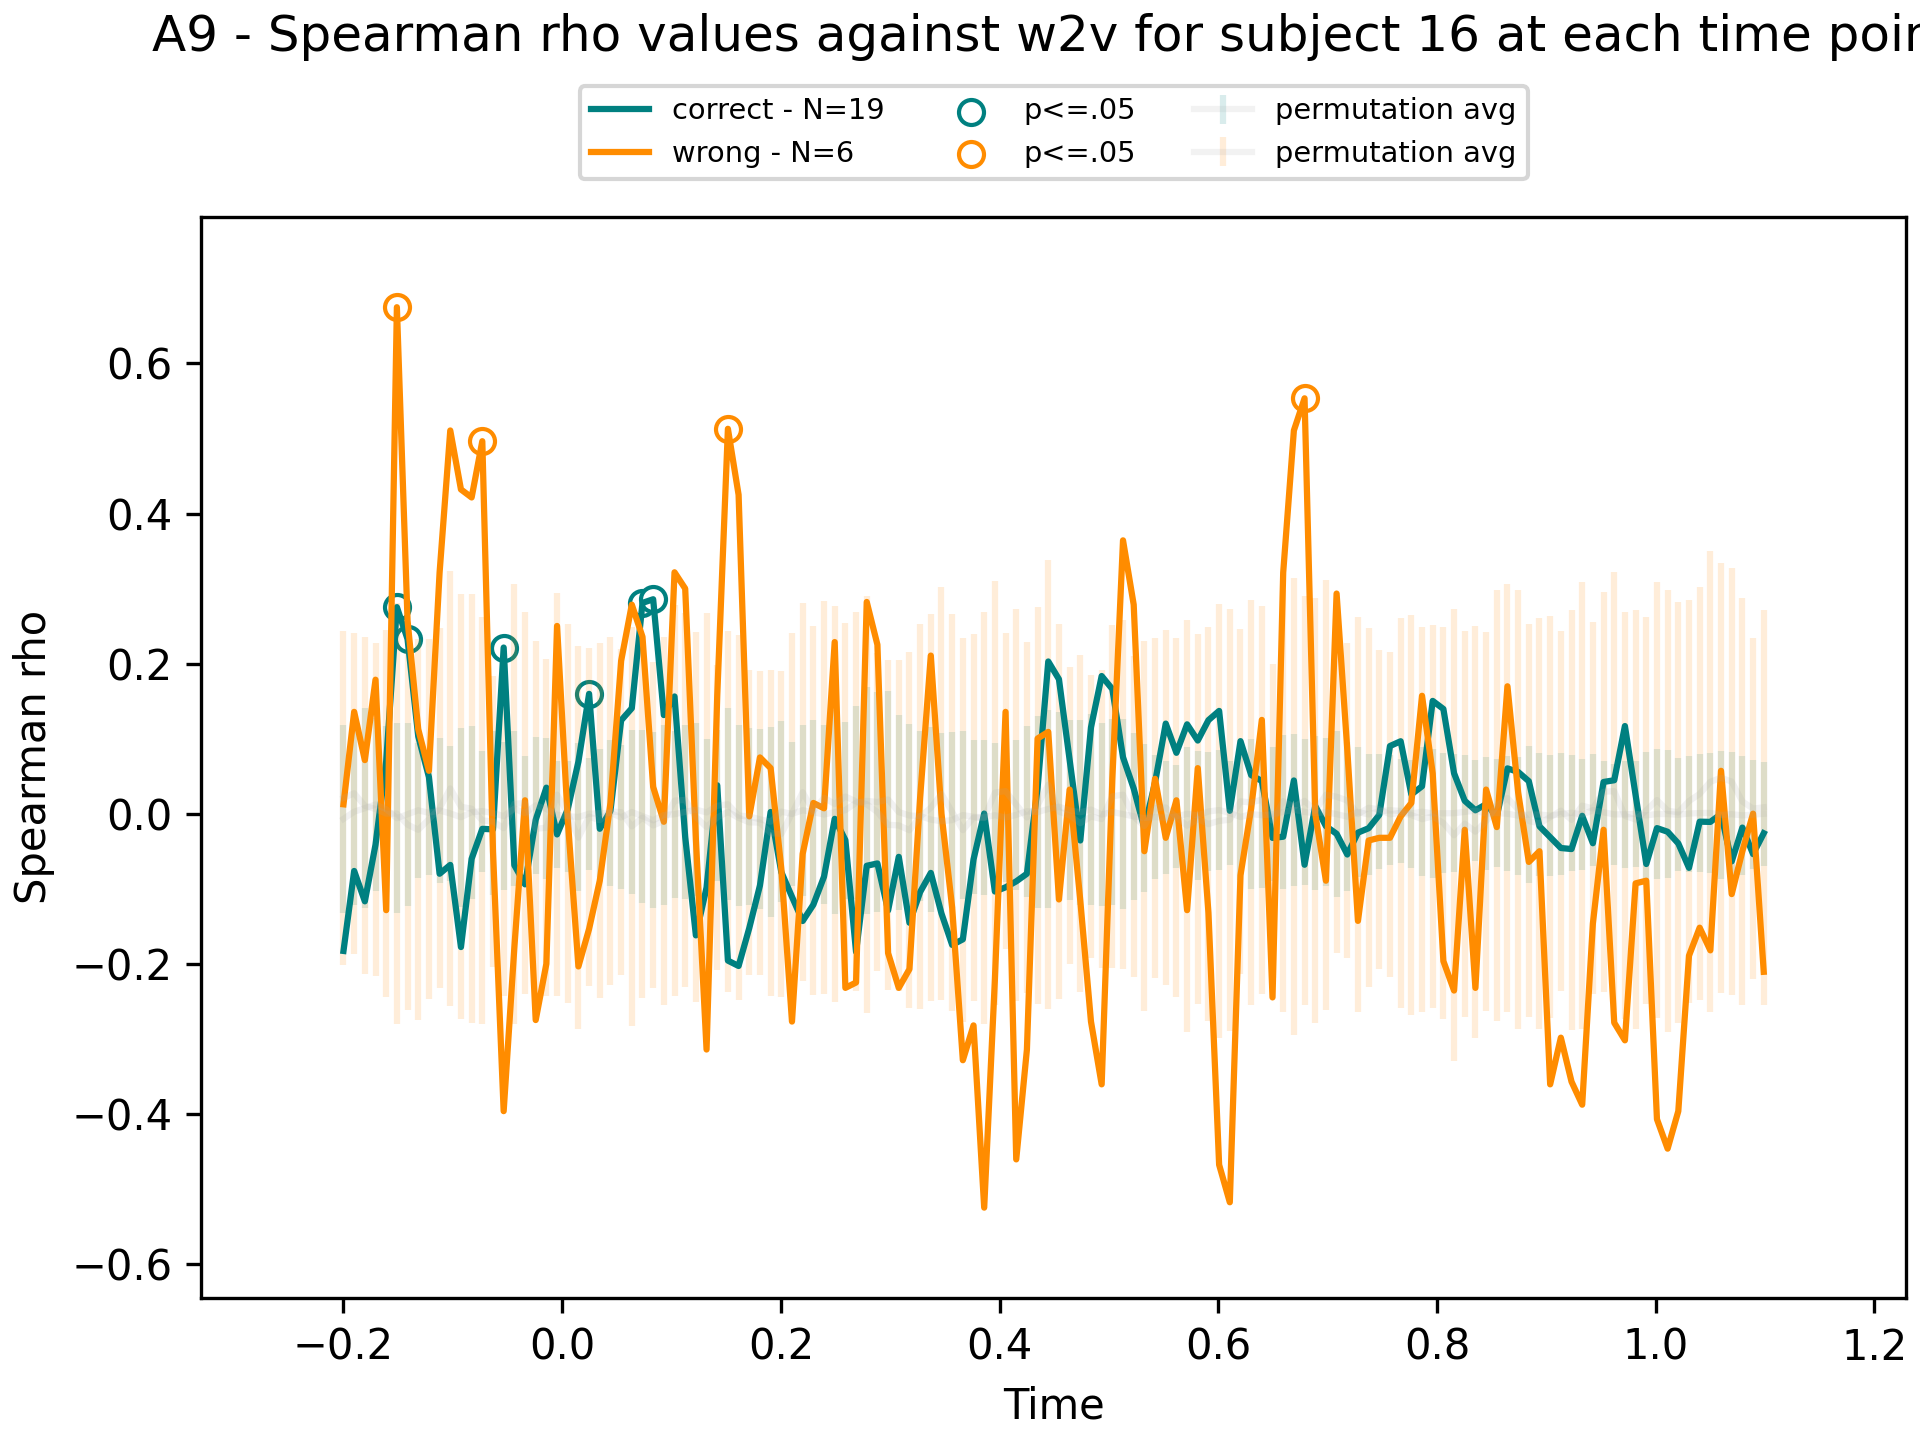 A9 - Spearman rho values against w2v for subject 16 at each time poi
correct - N=19
wrong - N=6
p<=.05
p<=.05
permutation avg
permutation avg
Spearman rho
0.6
0.4
0.2
0.0
−0.2
−0.4
−0.6
−0.2
0.0
0.2
0.4
0.6
0.8
1.0
1.2
Time